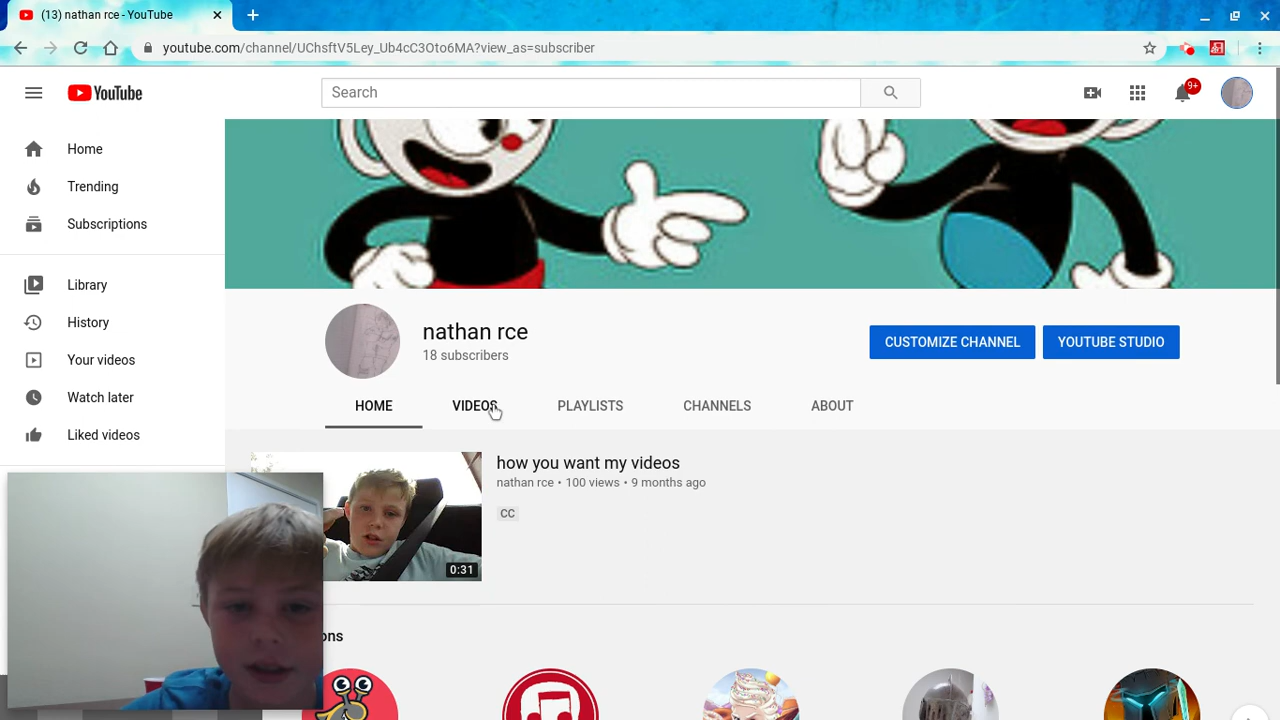 (13) nathan rce - YouTube
youtube.com/channel/UChsftV5Ley_Ub4cC3Oto6MA?view_as=subscriber
YouTube
Search
9+
Home
Trending
Subscriptions
Library
History
Your videos
Watch later
Liked videos
nathan rce
18 subscribers
CUSTOMIZE CHANNEL
YOUTUBE STUDIO
HOME
VIDEOS
PLAYLISTS
CHANNELS
ABOUT
how you want my videos
nathan rce • 100 views • 9 months ago
CC
0:31